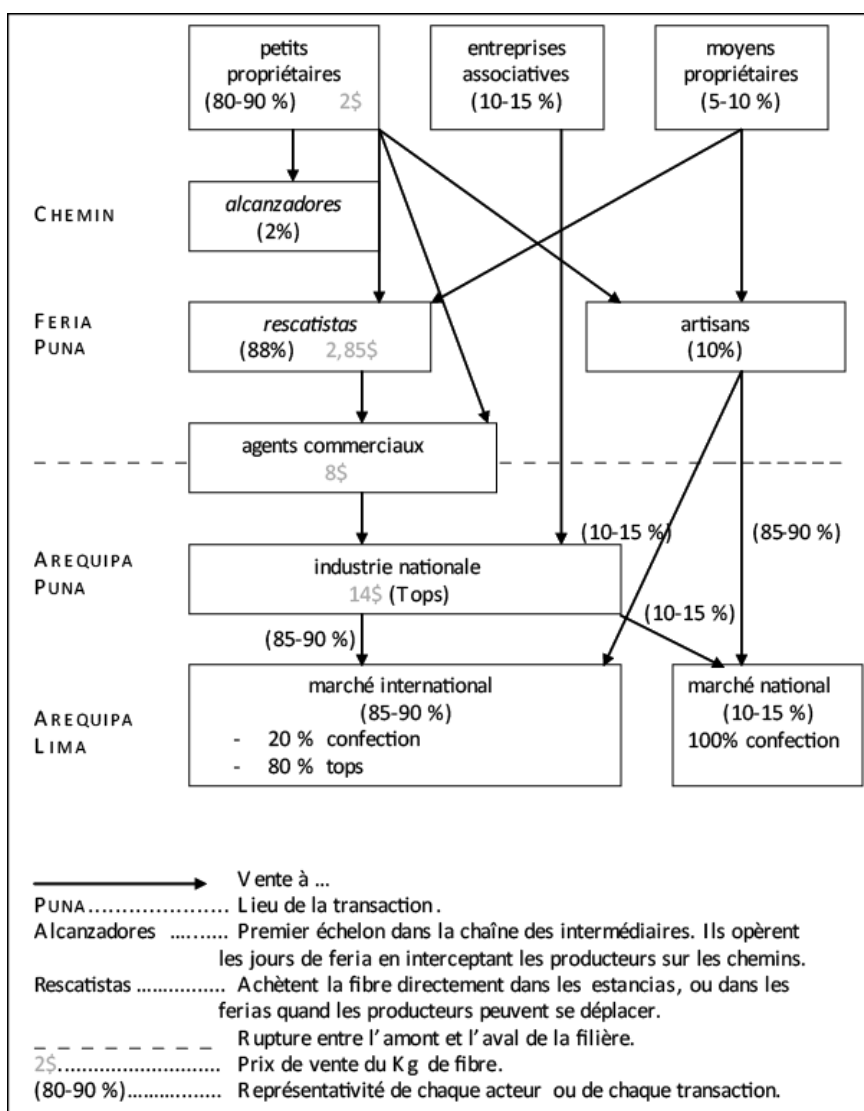 petits
propriétaires
(80-90 %) 2$
entreprises
associatives
(10-15 %)
moyens
propriétaires
(5-10 %)
CHEMIN
alcanzadores
(2%)
FERIA
PUNA
rescatistas
(88%) 2,85$
artisans
(10%)
agents commerciaux
8$
AREQUIPA
PUNA
industrie nationale
14$ (Tops)
(10-15 %)
(85-90 %)
(10-15 %)
(85-90 %)
AREQUIPA
LIMA
marché international
(85-90 %)
- 20 % confection
- 80 % tops
marché national
(10-15 %)
100% confection
Vente à ...
PUNA...................... Lieu de la transaction.
Alcanzadores ......... Premier échelon dans la chaîne des intermédiaires. Ils opèrent
les jours de feria en interceptant les producteurs sur les chemins.
Rescatistas .............. Achètent la fibre directement dans les estancias, ou dans les
ferias quand les producteurs peuvent se déplacer.
Rupture entre l'amont et l'aval de la filière.
2$............................ Prix de vente du Kg de fibre.
(80-90 %)................ Représentativité de chaque acteur ou de chaque transaction.